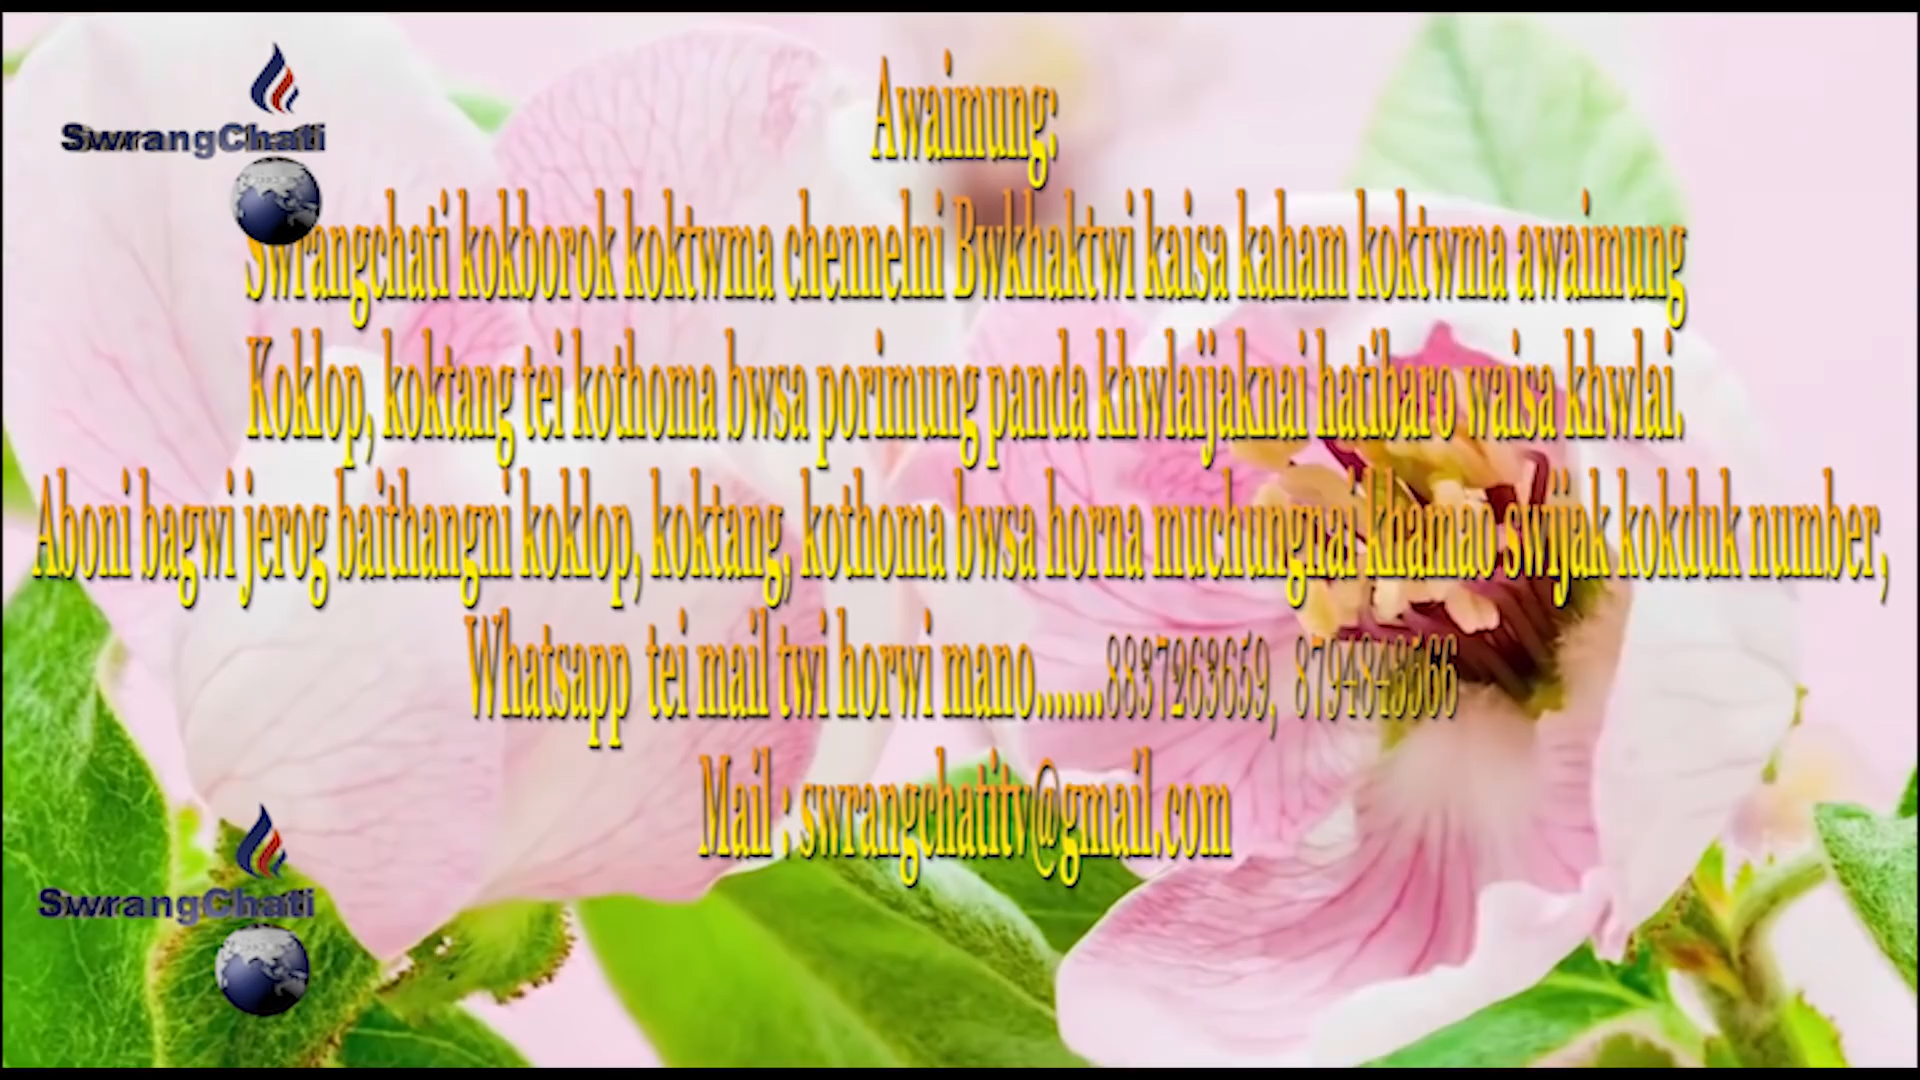 SwrangChati
Awaimung:
Swrangchati kokborok koktwma chennelni Bwkhaktwi kaisa kaham koktwma awaimung
Koklop, koktang tei kothoma bwsa porimung panda khwlaijaknai hatibaro waisa khwlai.
Aboni bagwi jerog baithangni koklop, koktang, kothoma bwsa horna muchungnai khamao swijak kokduk number,
Whatsapp tei mail twi horwi mano.......8837263659, 8794843566
Mail : swrangchatitv@gmail.com
SwrangChati